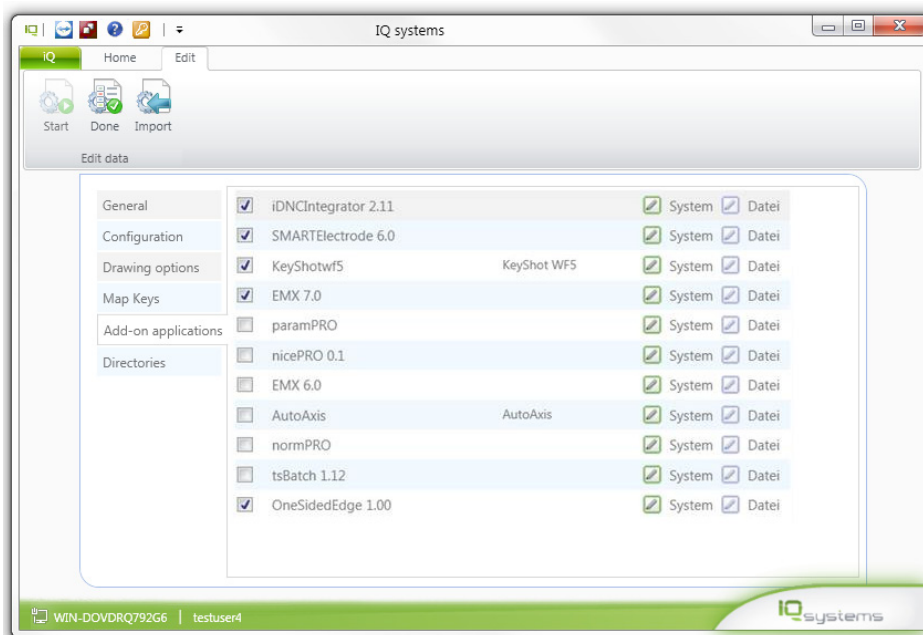 IQ systems
iQ Home Edit
Start Done Import
Edit data
General
Configuration
Drawing options
Map Keys
Add-on applications
Directories
iDNCIntegrator 2.11 System Datei
SMARTElectrode 6.0 System Datei
KeyShotwf5 KeyShot WF5 System Datei
EMX 7.0 System Datei
paramPRO System Datei
nicePRO 0.1 System Datei
EMX 6.0 System Datei
AutoAxis AutoAxis System Datei
normPRO System Datei
tsBatch 1.12 System Datei
OneSidedEdge 1.00 System Datei
WIN-DOVDRQ792G6 | testuser4
iQsystems